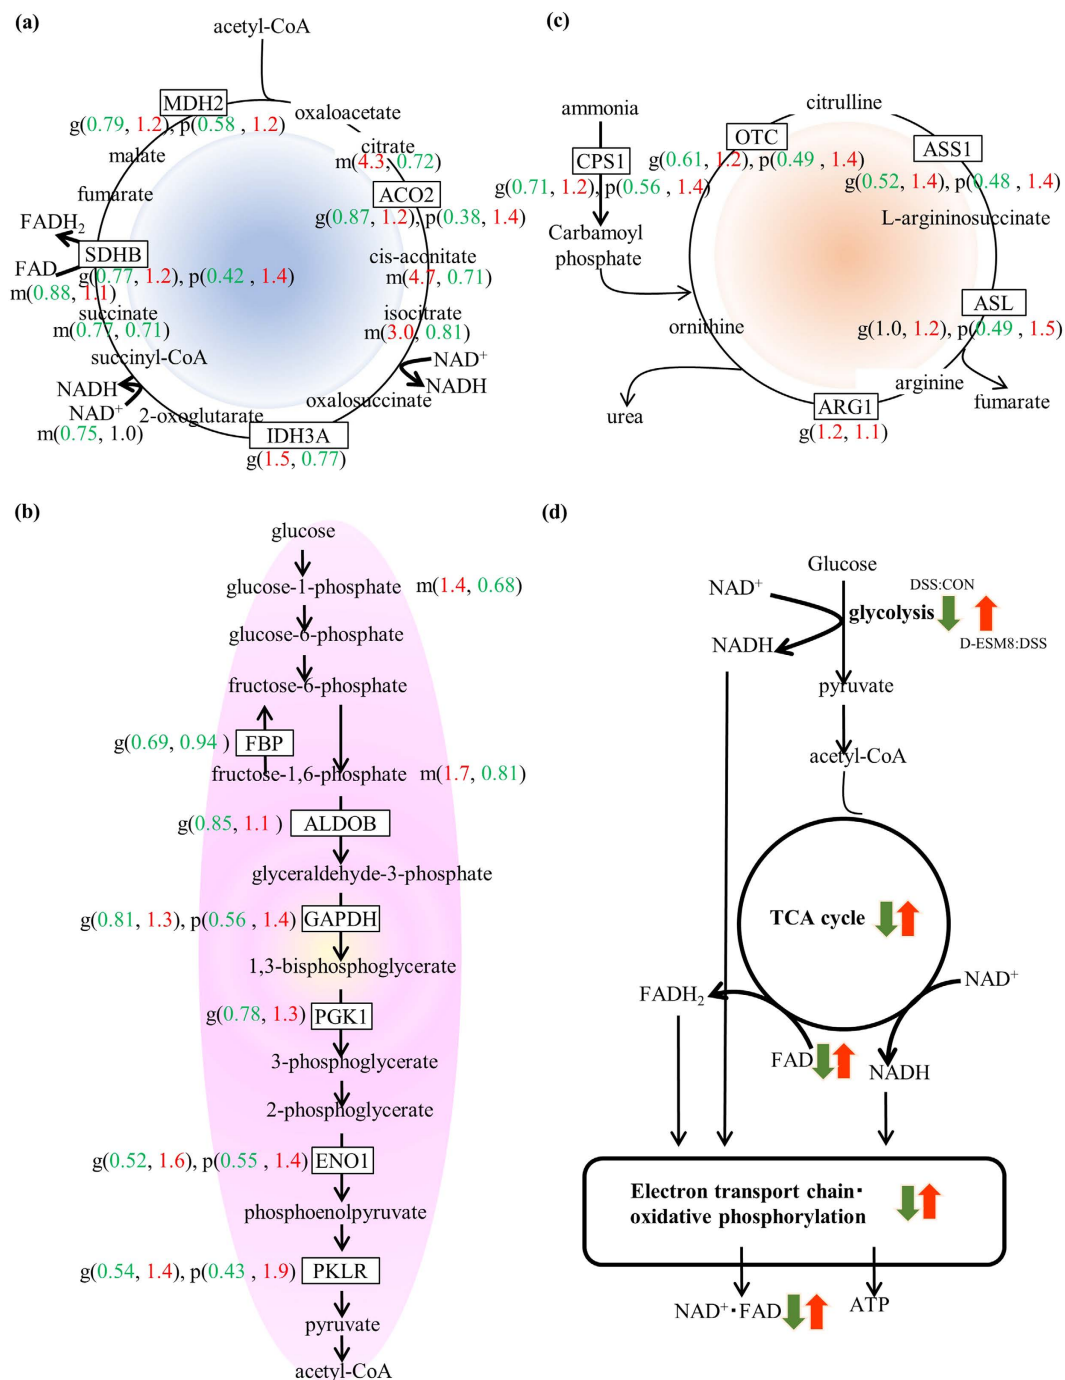 (a)
acetyl-CoA
MDH2
oxaloacetate
g(0.79, 1.2), p(0.58 , 1.2)
malate
citrate
m(4.3, 0.72)
fumarate
ACO2
g(0.87, 1.2), p(0.38, 1.4)
FADH2
SDHB
cis-aconitate
FAD
g(0.77, 1.2), p(0.42 , 1.4)
m(4.7, 0.71)
m(0.88, 1.1)
succinate
isocitrate
m(0.77, 0.71)
m(3.0, 0.81)
succinyl-CoA
NAD+
NADH
NADH
NAD+
2-oxoglutarate
oxalosuccinate
m(0.75, 1.0)
IDH3A
g(1.5, 0.77)
(c)
ammonia
citrulline
OTC
CPS1
ASS1
g(0.61, 1.2), p(0.49 , 1.4)
g(0.71, 1.2), p(0.56 , 1.4)
g(0.52, 1.4), p(0.48 , 1.4)
Carbamoyl
phosphate
L-argininosuccinate
ASL
ornithine
g(1.0, 1.2), p(0.49 , 1.5)
arginine
fumarate
ARG1
urea
g(1.2, 1.1)
(b)
glucose
glucose-1-phosphate m(1.4, 0.68)
glucose-6-phosphate
fructose-6-phosphate
g(0.69, 0.94 ) FBP
fructose-1,6-phosphate m(1.7, 0.81)
g(0.85, 1.1 ) ALDOB
glyceraldehyde-3-phosphate
g(0.81, 1.3), p(0.56 , 1.4) GAPDH
1,3-bisphosphoglycerate
g(0.78, 1.3) PGK1
3-phosphoglycerate
2-phosphoglycerate
g(0.52, 1.6), p(0.55 , 1.4) ENO1
phosphoenolpyruvate
g(0.54, 1.4), p(0.43 , 1.9) PKLR
pyruvate
acetyl-CoA
(d)
Glucose
NAD+
DSS:CON
glycolysis
NADH
D-ESM8:DSS
pyruvate
acetyl-CoA
TCA cycle
FADH2
NAD+
FAD
NADH
Electron transport chain・
oxidative phosphorylation
NAD+・FAD
ATP